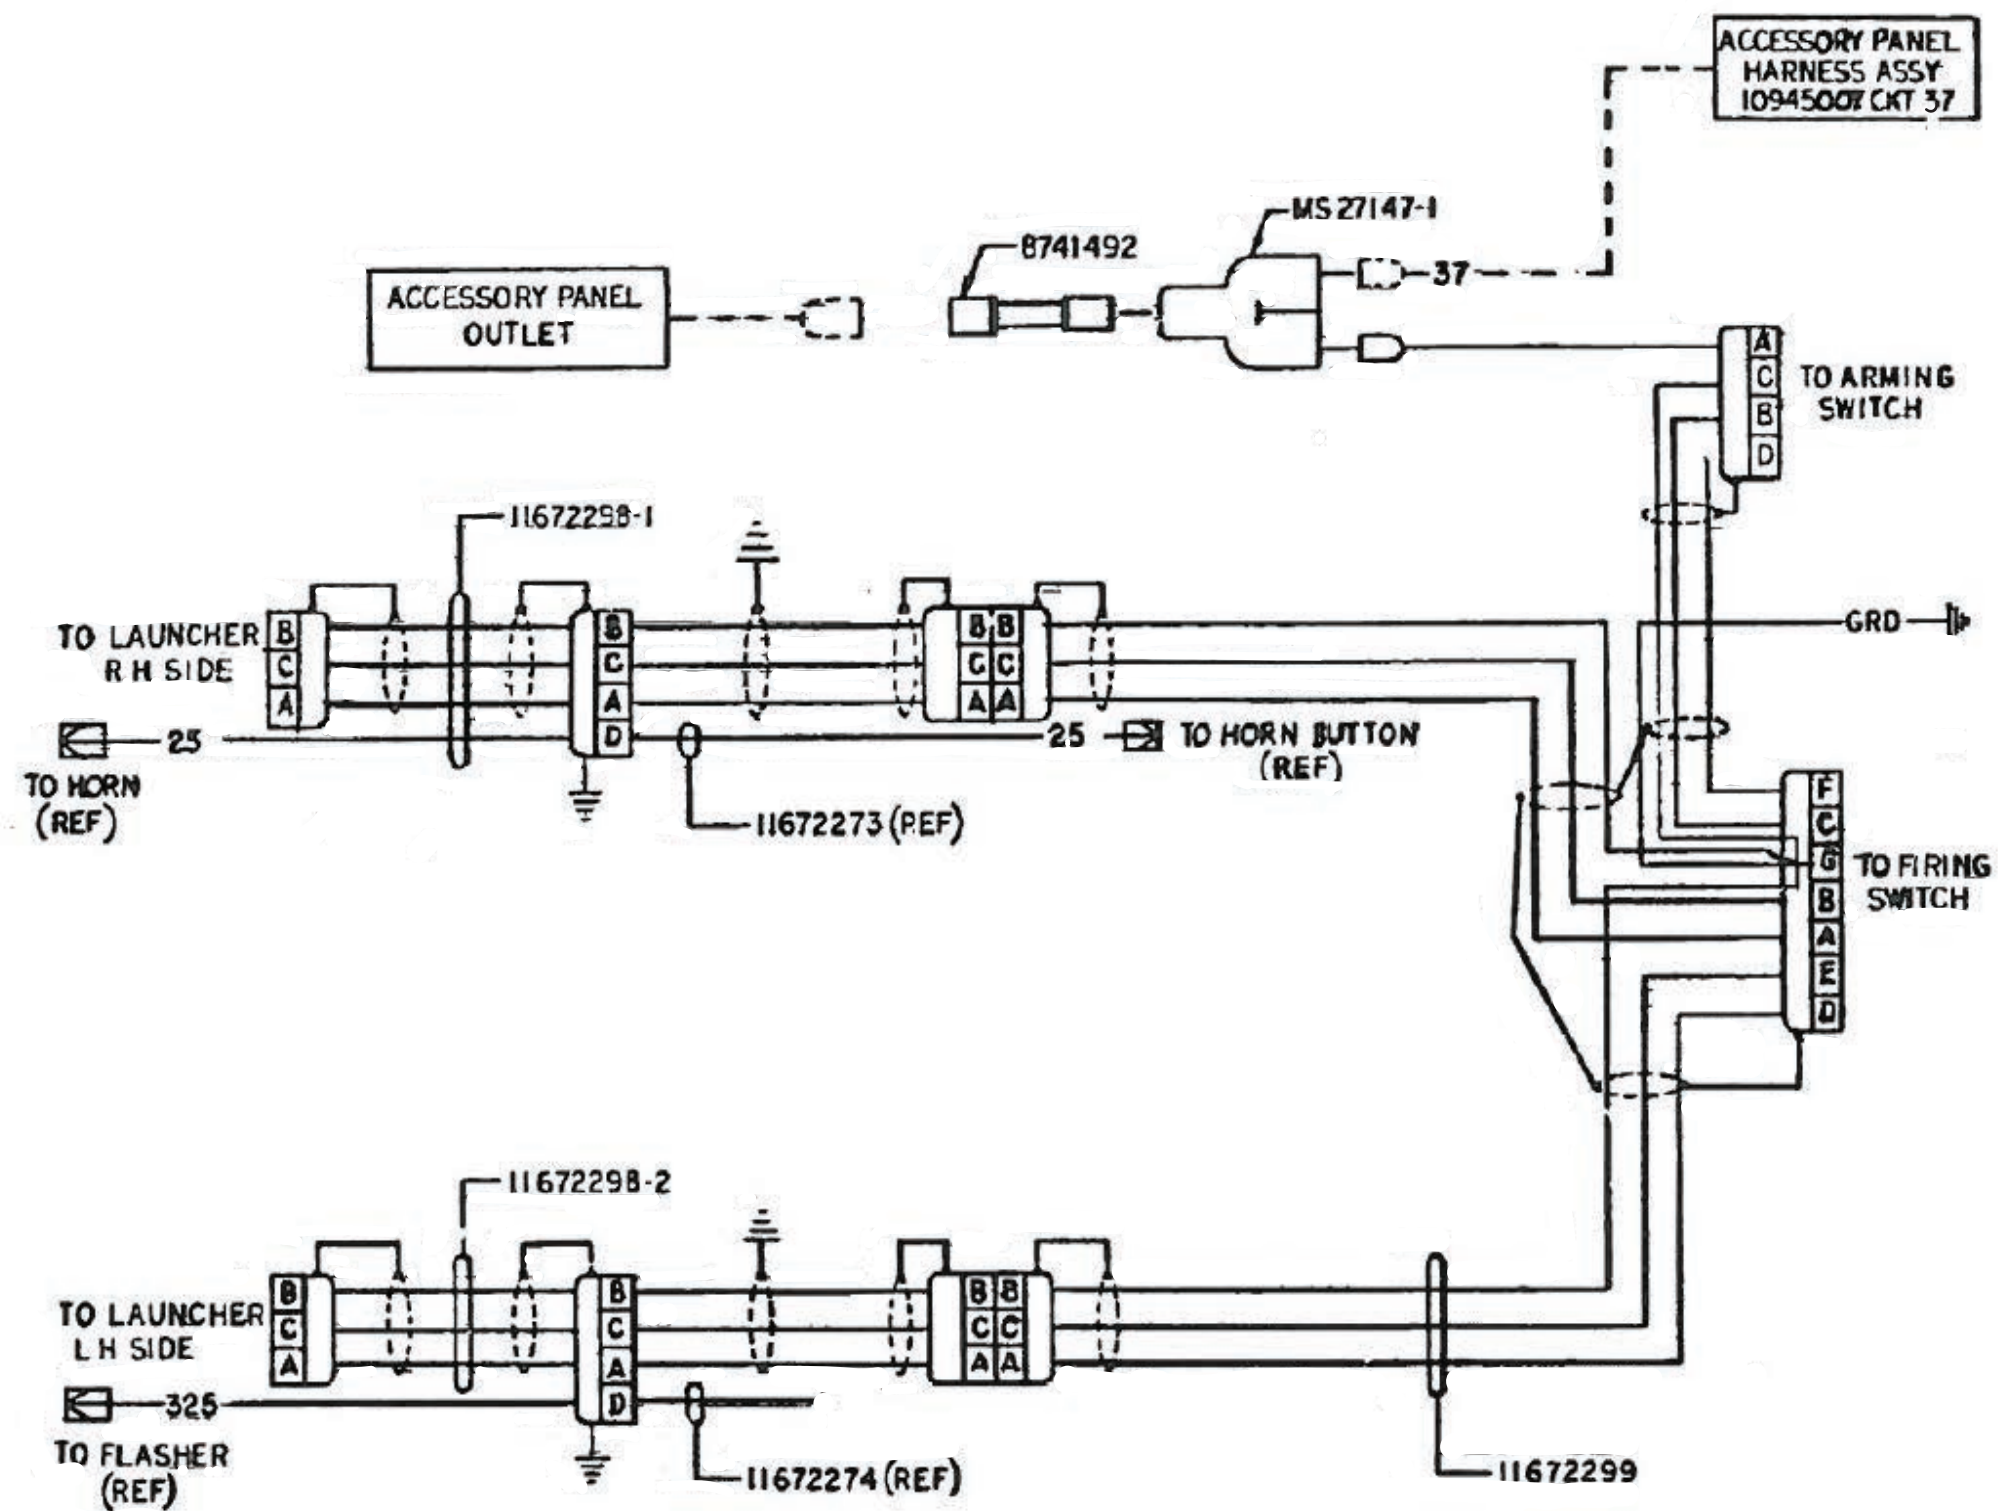 ACCESSORY PANEL
HARNESS ASSY
10945007 CKT 37
MS27147-1
8741492
37
ACCESSORY PANEL
OUTLET
A
C
B
D
TO ARMING
SWITCH
11672298-1
TO LAUNCHER
R H SIDE
B
C
A
B
C
A
D
B B
C C
A A
GRD
25
TO HORN
(REF)
25
TO HORN BUTTON
(REF)
11672273 (REF)
F
C
G
B
A
E
D
TO FIRING
SWITCH
11672298-2
TO LAUNCHER
L H SIDE
B
C
A
B
C
A
D
B B
C C
A A
325
TO FLASHER
(REF)
11672274 (REF)
11672299